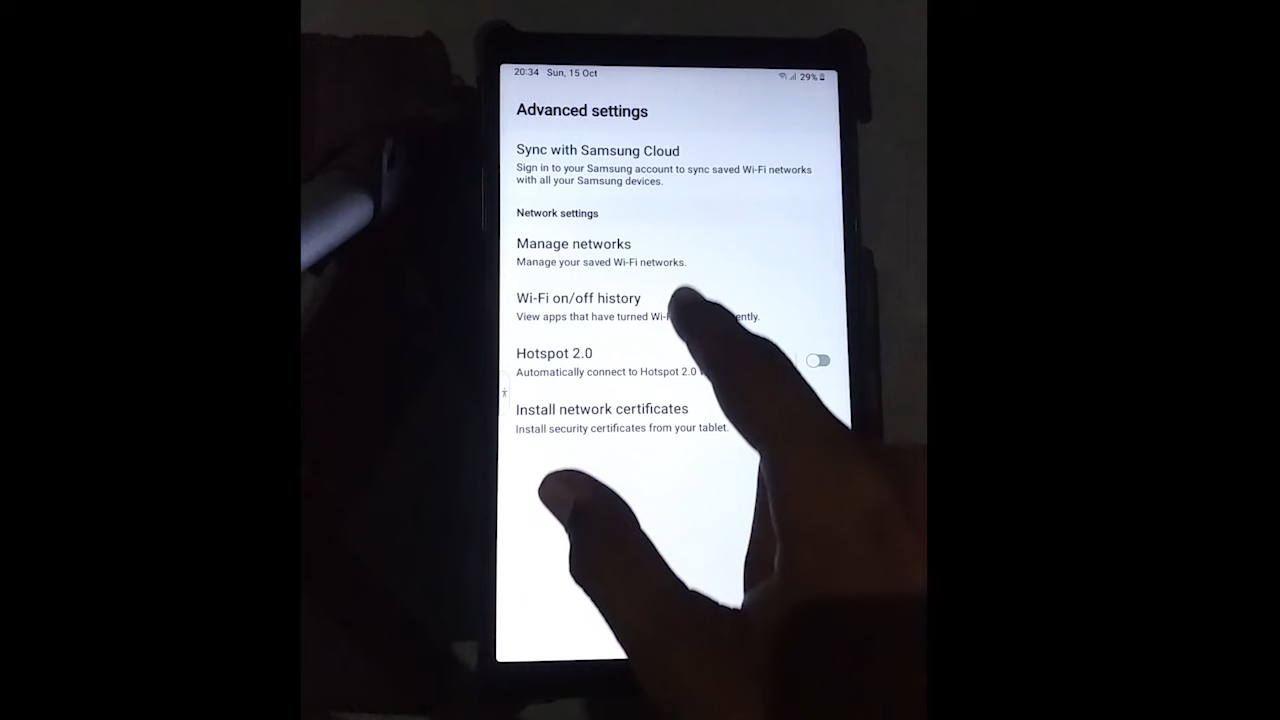 20:34 Sun, 15 Oct 29%
Advanced settings
Sync with Samsung Cloud
Sign in to your Samsung account to sync saved Wi-Fi networks
with all your Samsung devices.
Network settings
Manage networks
Manage your saved Wi-Fi networks.
Wi-Fi on/off history
View apps that have turned
Hotspot 2.0
Automatically connect to Hotspot 2.0
Install network certificates
Install security certificates from your tablet.